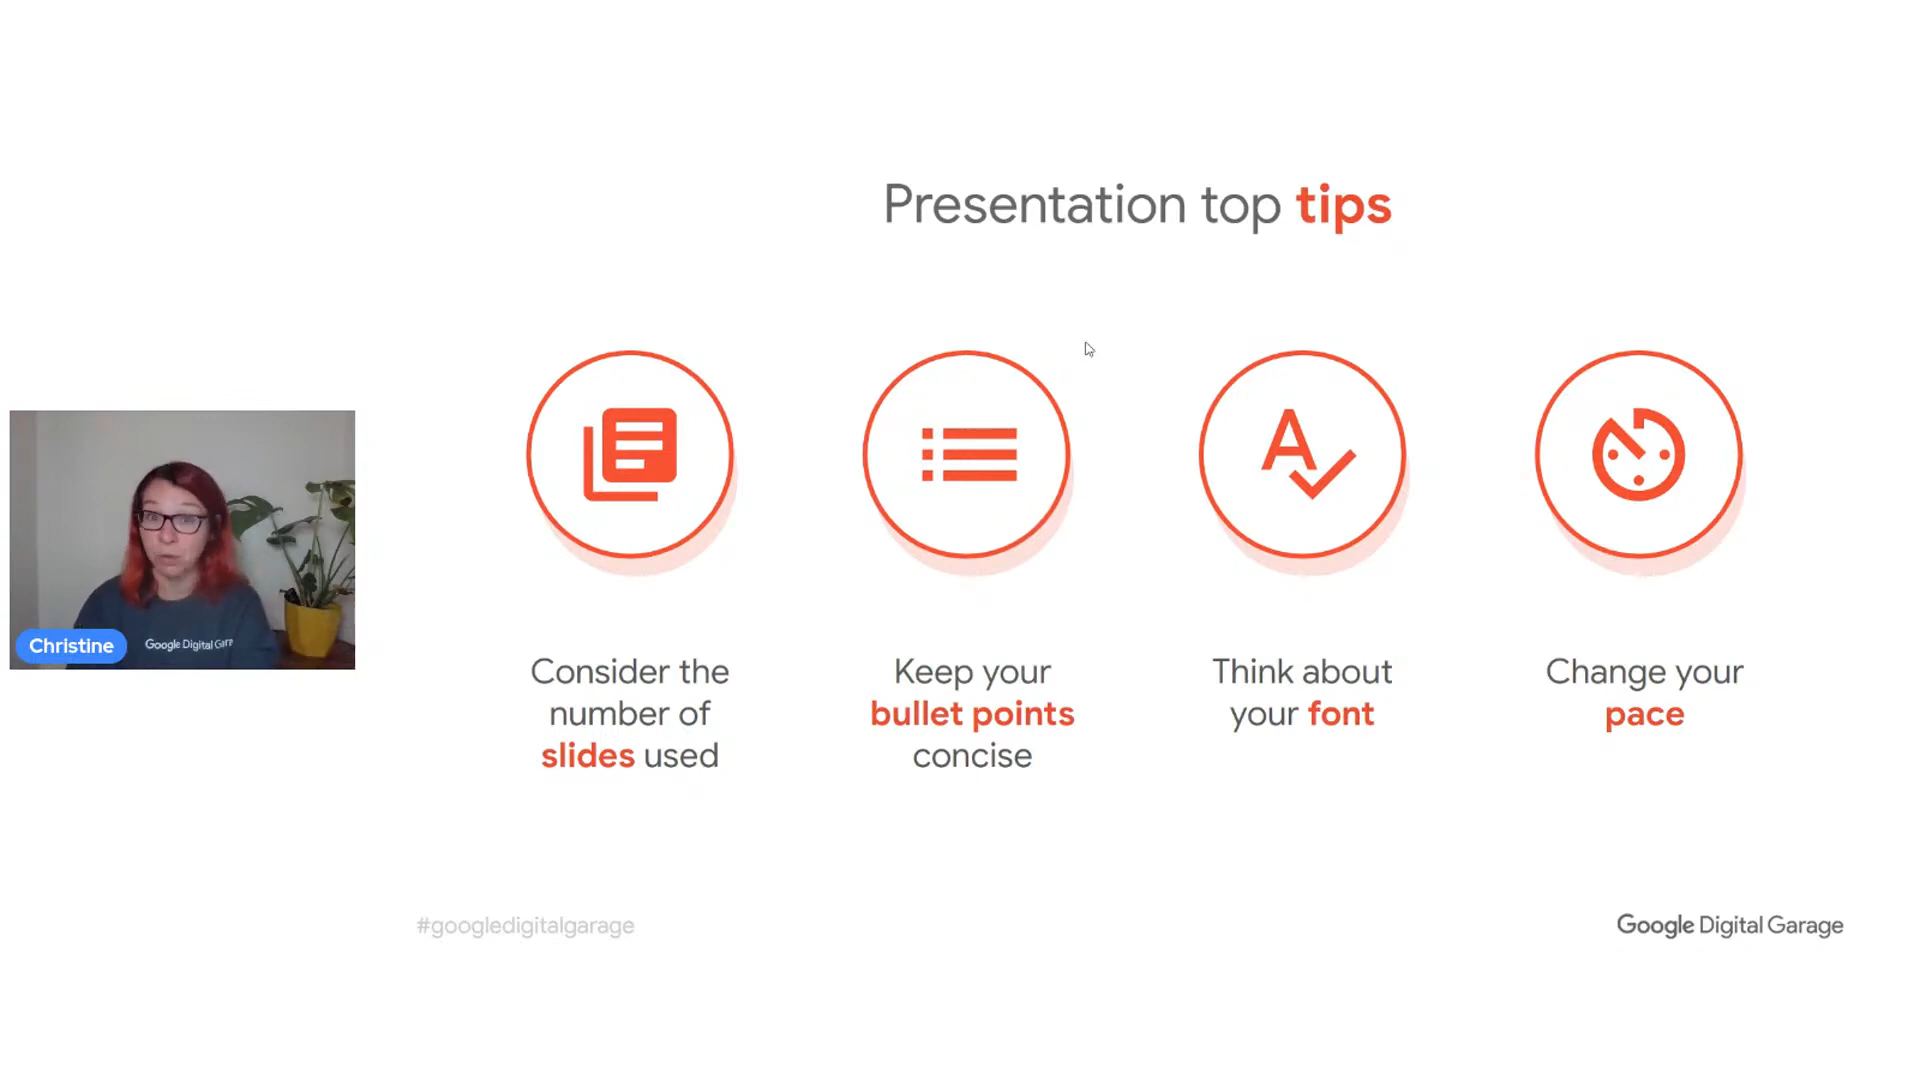 Presentation top tips
Consider the
number of
slides used
Keep your
bullet points
concise
Think about
your font
Change your
pace
Christine
Google Digital Gara
#googledigitalgarage
Google Digital Garage